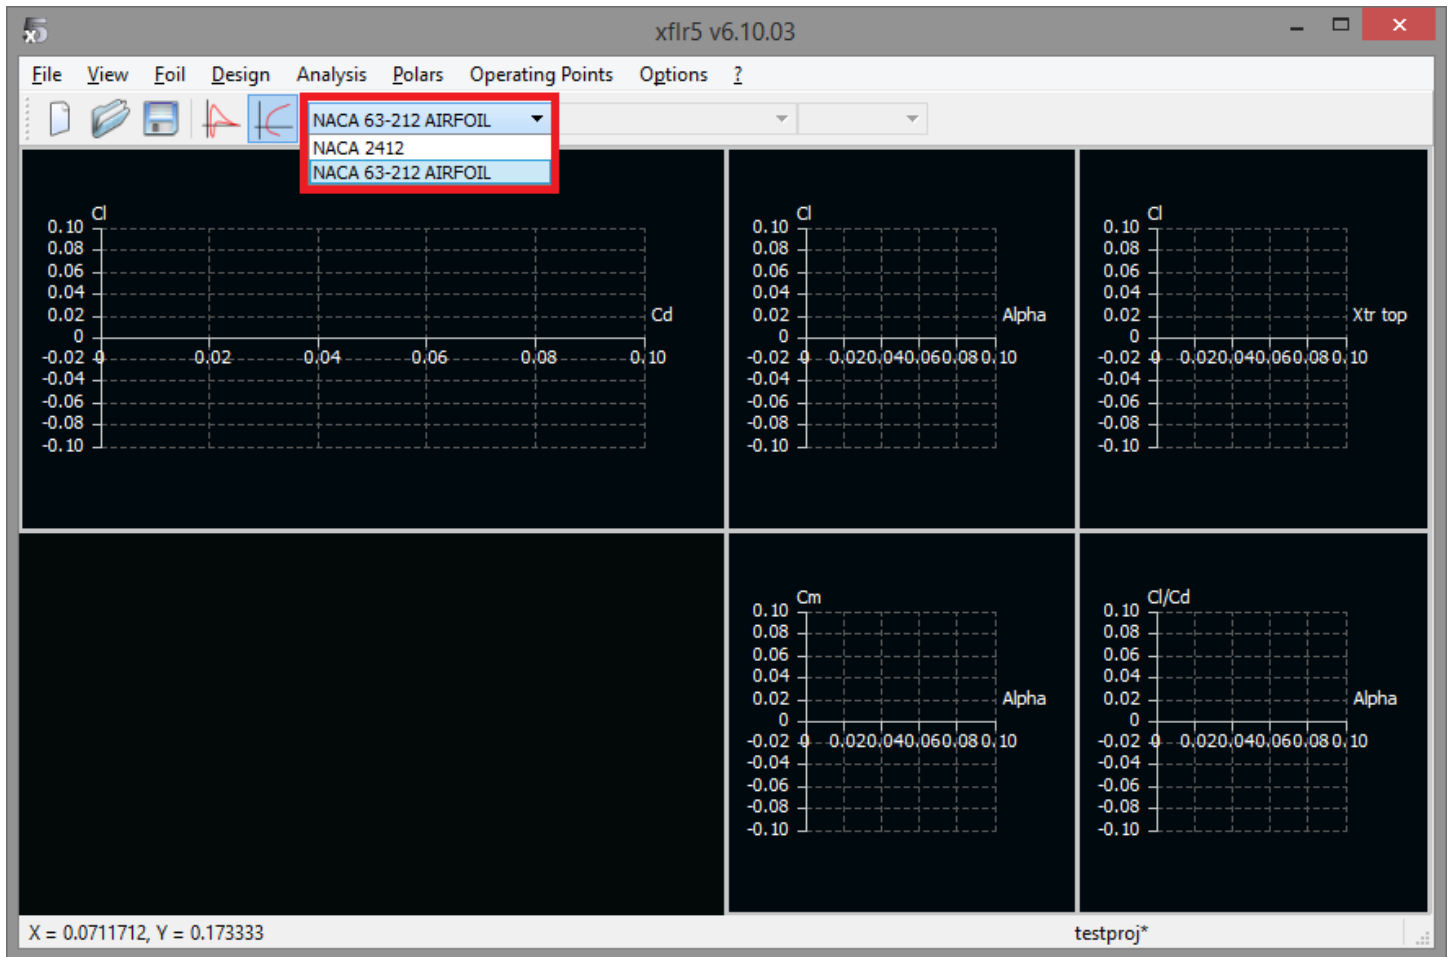 xflr5 v6.10.03
File View Foil Design Analysis Polars Operating Points Options ?
NACA 63-212 AIRFOIL
NACA 2412
NACA 63-212 AIRFOIL
Cl
0.10
0.08
0.06
0.04
0.02
0
-0.02
-0.04
-0.06
-0.08
-0.10
0 0.02 0.04 0.06 0.08 0.10
Cd
Cl
0.10
0.08
0.06
0.04
0.02
0
-0.02
-0.04
-0.06
-0.08
-0.10
0 0.02 0.04 0.06 0.08 0.10
Alpha
Cl
0.10
0.08
0.06
0.04
0.02
0
-0.02
-0.04
-0.06
-0.08
-0.10
0 0.02 0.04 0.06 0.08 0.10
Xtr top
Cm
0.10
0.08
0.06
0.04
0.02
0
-0.02
-0.04
-0.06
-0.08
-0.10
0 0.02 0.04 0.06 0.08 0.10
Alpha
Cl/Cd
0.10
0.08
0.06
0.04
0.02
0
-0.02
-0.04
-0.06
-0.08
-0.10
0 0.02 0.04 0.06 0.08 0.10
Alpha
X = 0.0711712, Y = 0.173333
testproj*